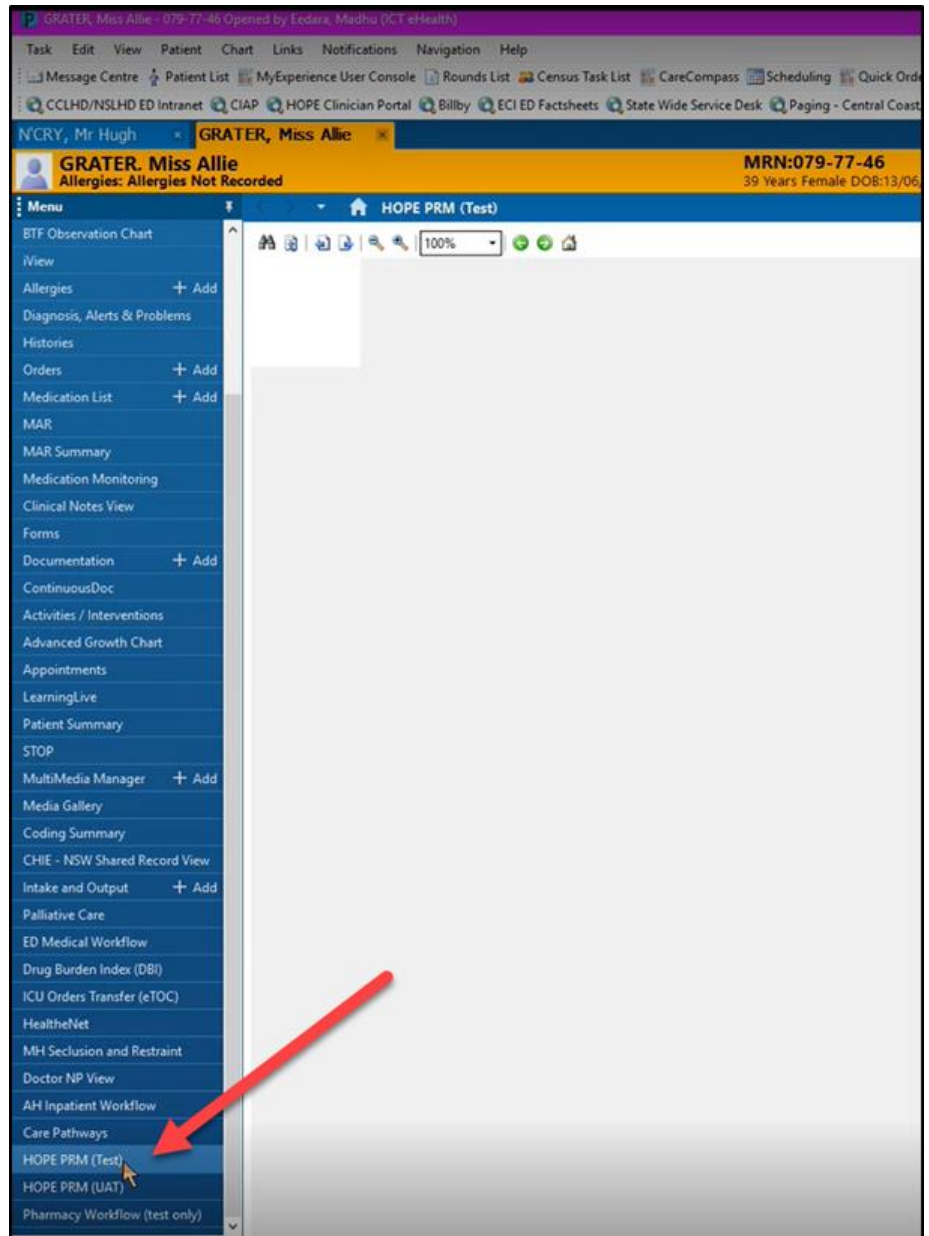 GRATER, Miss Allie - 079-77-46 Opened by Eedara, Madhu (ICT eHealth)
Task Edit View Patient Chart Links Notifications Navigation Help
Message Centre Patient List MyExperience User Console Rounds List Census Task List CareCompass Scheduling Quick Orde
CCLHD/NSLHD ED Intranet CIAP HOPE Clinician Portal Billby ECI ED Factsheets State Wide Service Desk Paging - Central Coast
N'CRY, Mr Hugh × GRATER, Miss Allie ×
GRATER. Miss Allie
Allergies: Allergies Not Recorded
MRN:079-77-46
39 Years Female DOB:13/06,
Menu
HOPE PRM (Test)
100%
BTF Observation Chart
iView
Allergies + Add
Diagnosis, Alerts & Problems
Histories
Orders + Add
Medication List + Add
MAR
MAR Summary
Medication Monitoring
Clinical Notes View
Forms
Documentation + Add
ContinuousDoc
Activities / Interventions
Advanced Growth Chart
Appointments
LearningLive
Patient Summary
STOP
MultiMedia Manager + Add
Media Gallery
Coding Summary
CHIE - NSW Shared Record View
Intake and Output + Add
Palliative Care
ED Medical Workflow
Drug Burden Index (DBI)
ICU Orders Transfer (eTOC)
HealtheNet
MH Seclusion and Restraint
Doctor NP View
AH Inpatient Workflow
Care Pathways
HOPE PRM (Test)
HOPE PRM (UAT)
Pharmacy Workflow (test only)